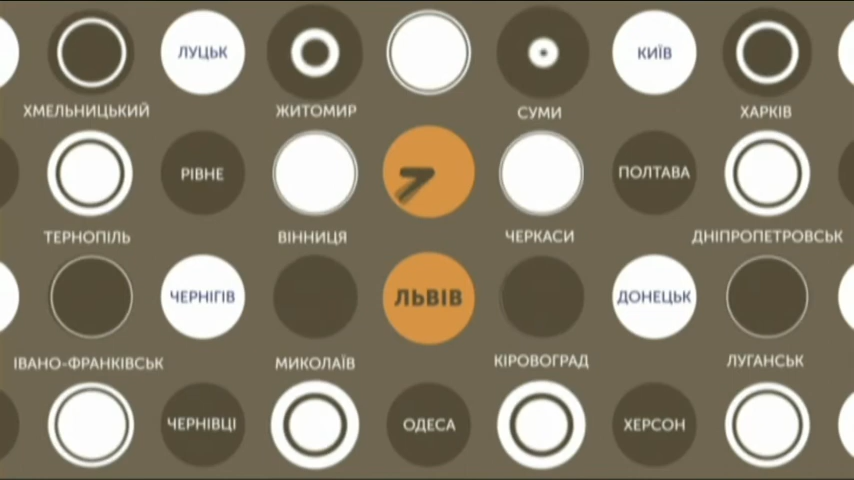 ЛУЦЬК
КИЇВ
ХМЕЛЬНИЦЬКИЙ
ЖИТОМИР
СУМИ
ХАРКІВ
РІВНЕ
ПОЛТАВА
ТЕРНОПІЛЬ
ВІННИЦЯ
ЧЕРКАСИ
ДНІПРОПЕТРОВСЬК
ЧЕРНІГІВ
ЛЬВІВ
ДОНЕЦЬК
ІВАНО-ФРАНКІВСЬК
МИКОЛАЇВ
КІРОВОГРАД
ЛУГАНСЬК
ЧЕРНІВЦІ
ОДЕСА
ХЕРСОН